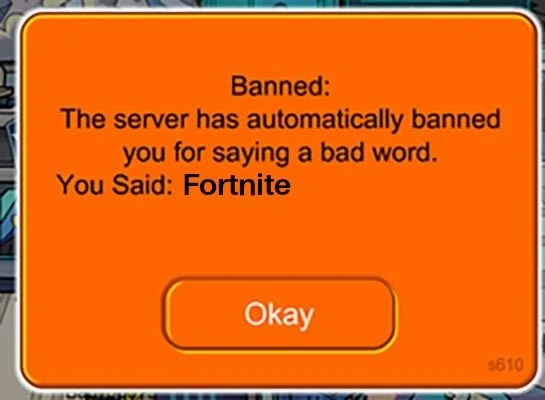 Banned:
The server has automatically banned
you for saying a bad word.
You Said: Fortnite
Okay
s610